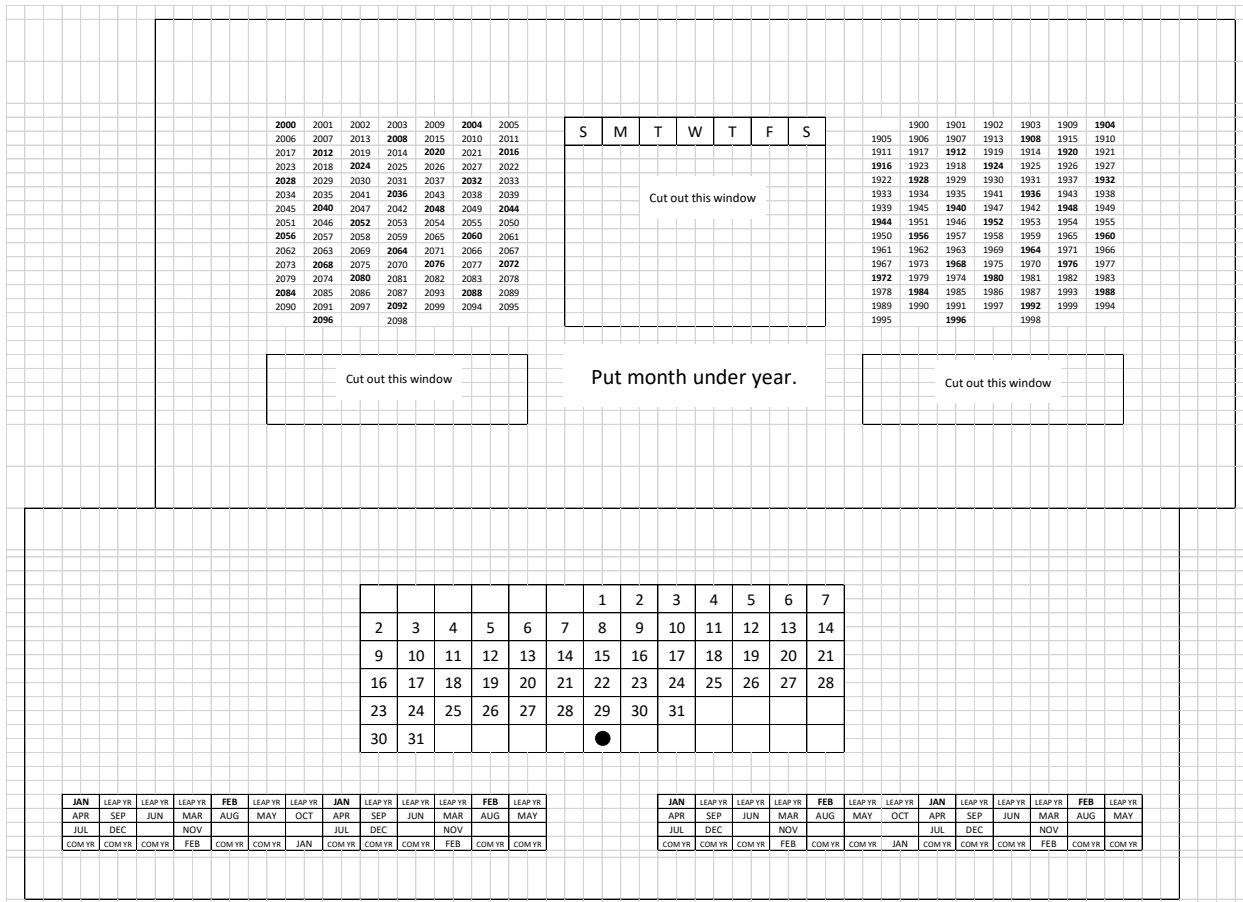 2000 2001 2002 2003 2009 2004 2005
2006 2007 2013 2008 2015 2010 2011
2017 2012 2019 2014 2020 2021 2016
2023 2018 2024 2025 2026 2027 2022
2028 2029 2030 2031 2037 2032 2033
2034 2035 2041 2036 2043 2038 2039
2045 2040 2047 2042 2048 2049 2044
2051 2046 2052 2053 2054 2055 2050
2056 2057 2058 2059 2065 2060 2061
2062 2063 2069 2064 2071 2066 2067
2073 2068 2075 2070 2076 2077 2072
2079 2074 2080 2081 2082 2083 2078
2084 2085 2086 2087 2093 2088 2089
2090 2091 2097 2092 2099 2094 2095
2096 2098
Cut out this window
S M T W T F S
Cut out this window
Put month under year.
1900 1901 1902 1903 1909 1904
1905 1906 1907 1913 1908 1915 1910
1911 1917 1912 1919 1914 1920 1921
1916 1923 1918 1924 1925 1926 1927
1922 1928 1929 1930 1931 1937 1932
1933 1934 1935 1941 1936 1943 1938
1939 1945 1940 1947 1942 1948 1949
1944 1951 1946 1952 1953 1954 1955
1950 1956 1957 1958 1959 1965 1960
1961 1962 1963 1969 1964 1971 1966
1967 1973 1968 1975 1970 1976 1977
1972 1979 1974 1980 1981 1982 1983
1978 1984 1985 1986 1987 1993 1988
1989 1990 1991 1997 1992 1999 1994
1995 1996 1998
Cut out this window
1 2 3 4 5 6 7
2 3 4 5 6 7 8 9 10 11 12 13 14
9 10 11 12 13 14 15 16 17 18 19 20 21
16 17 18 19 20 21 22 23 24 25 26 27 28
23 24 25 26 27 28 29 30 31
30 31
JAN LEAP YR LEAP YR LEAP YR FEB LEAP YR LEAP YR JAN LEAP YR LEAP YR LEAP YR FEB LEAP YR
APR SEP JUN MAR AUG MAY OCT APR SEP JUN MAR AUG MAY
JUL DEC NOV JUL DEC NOV
COM YR COM YR COM YR FEB COM YR COM YR JAN COM YR COM YR COM YR FEB COM YR COM YR
JAN LEAP YR LEAP YR LEAP YR FEB LEAP YR LEAP YR JAN LEAP YR LEAP YR LEAP YR FEB LEAP YR
APR SEP JUN MAR AUG MAY OCT APR SEP JUN MAR AUG MAY
JUL DEC NOV JUL DEC NOV
COM YR COM YR COM YR FEB COM YR COM YR JAN COM YR COM YR COM YR FEB COM YR COM YR